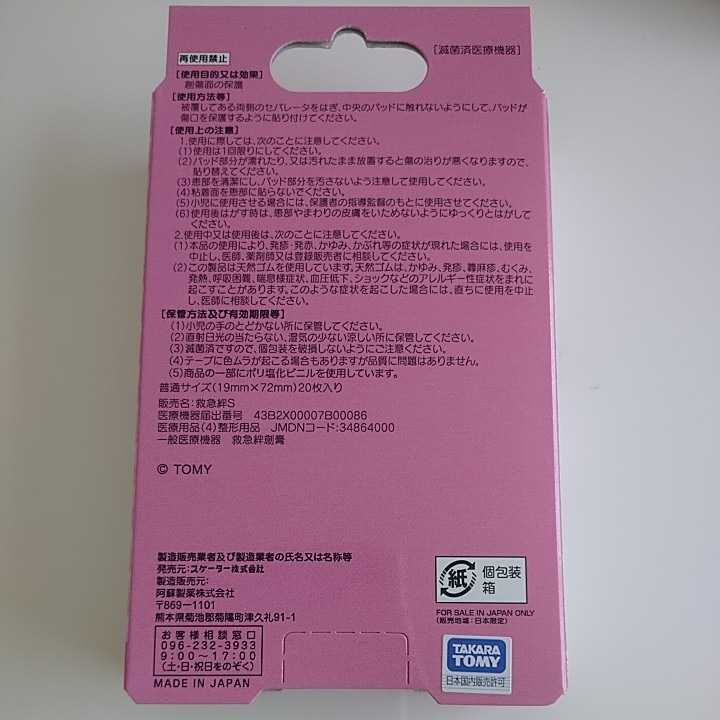 再使用禁止
[滅菌済医療機器]
[使用目的又は効果]
創傷面の保護
[使用方法等]
被覆してある両側のセパレータをはぎ、中央のパッドに触れないようにして、パッドが
傷口を保護するように貼り付けてください。
[使用上の注意]
1.使用に際しては、次のことに注意してください。
(1)使用は1回限りにしてください。
(2)パッド部分が濡れたり、又は汚れたまま放置すると傷の治りが悪くなりますので、
貼り替えてください。
(3)患部を清潔にし、パッド部分を汚さないよう注意して使用してください。
(4)粘着面を患部に貼らないでください。
(5)小児に使用させる場合には、保護者の指導監督のもとに使用させてください。
(6)使用後はがす時は、患部やまわりの皮膚をいためないようにゆっくりとはがして
ください。
2.使用中又は使用後は、次のことに注意してください。
(1)本品の使用により、発疹・発赤、かゆみ、かぶれ等の症状が現れた場合には、使用を
中止し、医師、薬剤師又は登録販売者に相談してください。
(2)この製品は天然ゴムを使用しています。天然ゴムは、かゆみ、発疹、蕁麻疹、むくみ、
発熱、呼吸困難、喘息様症状、血圧低下、ショックなどのアレルギー性症状をまれに
起こすことがあります。このような症状を起こした場合には、直ちに使用を中止
し、医師に相談してください。
[保管方法及び有効期限等]
(1)小児の手のとどかない所に保管してください。
(2)直射日光の当たらない、湿気の少ない涼しい所に保管してください。
(3)滅菌済ですので、個包装を破損しないようにご注意ください。
(4)テープに色ムラが起こる場合もありますが品質に問題はありません。
(5)商品の一部にポリ塩化ビニルを使用しています。
普通サイズ(19mm×72mm)20枚入り
販売名:救急絆S
医療機器届出番号 43B2X00007B00086
医療用品(4)整形用品 JMDNコード:34864000
一般医療機器 救急絆創膏
© TOMY
製造販売業者及び製造業者の氏名又は名称等
発売元:スケーター株式会社
製造販売元:
阿蘇製薬株式会社
〒869-1101
熊本県菊池郡菊陽町津久礼91-1
お客様相談窓口
096-232-3933
9:00~17:00
(土・日・祝日をのぞく)
MADE IN JAPAN
紙
個包装
箱
FOR SALE IN JAPAN ONLY
(販売地域:日本限定)
TAKARA
TOMY
日本国内販売許可